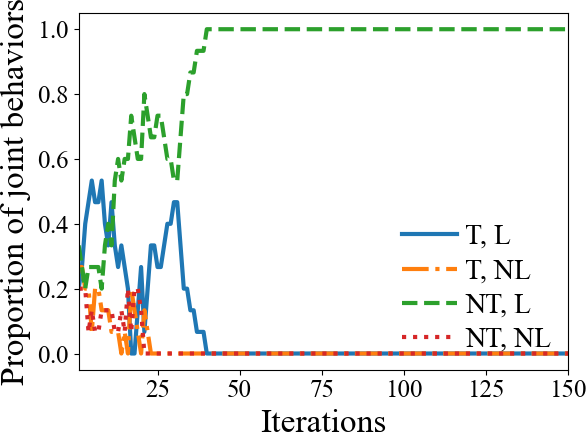 Proportion of joint behaviors
1.0
0.8
0.6
0.4
0.2
0.0
T, L
T, NL
NT, L
NT, NL
25 50 75 100 125 150
Iterations